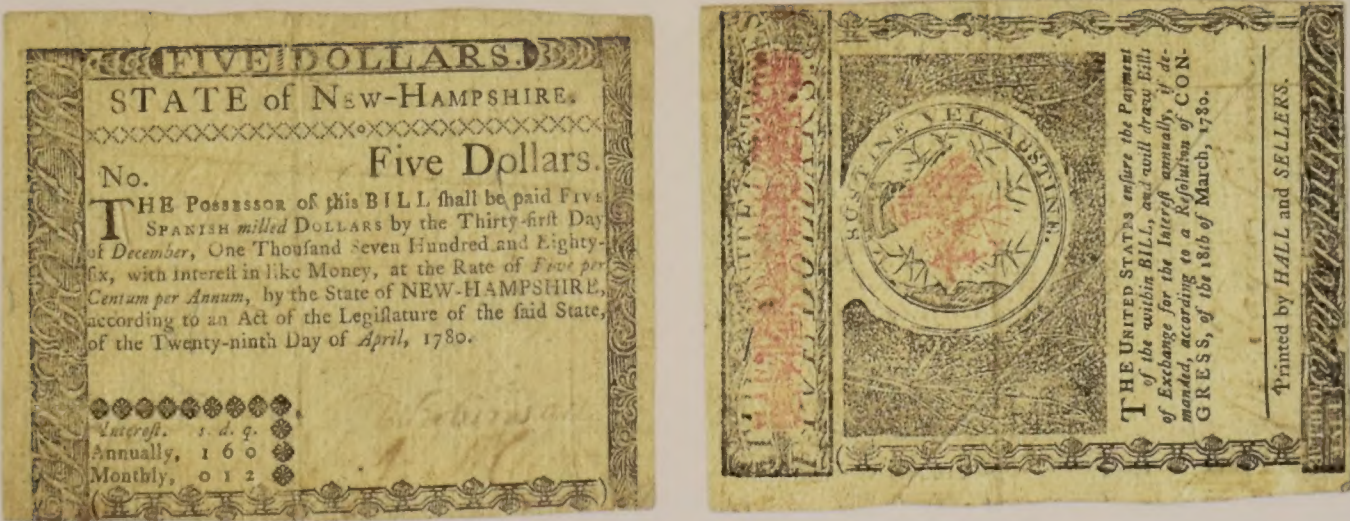 FIVE DOLLARS.
STATE of NEW-HAMPSHIRE.
Five Dollars.
No.
THE POSSESSOR of this BILL ſhall be paid FIVE
SPANISH milled DOLLARS by the Thirty-firſt Day
of December, One Thouſand Seven Hundred and Eighty-
ſix, with intereſt in like Money, at the Rate of Five per
Centum per Annum, by the State of NEW-HAMPSHIRE,
according to an Act of the Legiſlature of the ſaid State,
of the Twenty-ninth Day of April, 1780.
Intereſt. s. d. q.
Annually, 1 6 0
Monthly, 0 1 2
FIVE DOLLARS.
SUSTINE VEL ABSTINE.
THE UNITED STATES enſure the Payment
of the within BILL, and will draw Bills
of Exchange for the Intereſt annually, if de-
manded, according to a Reſolution of CON-
GRESS, of the 18th of March, 1780.
Printed by HALL and SELLERS.